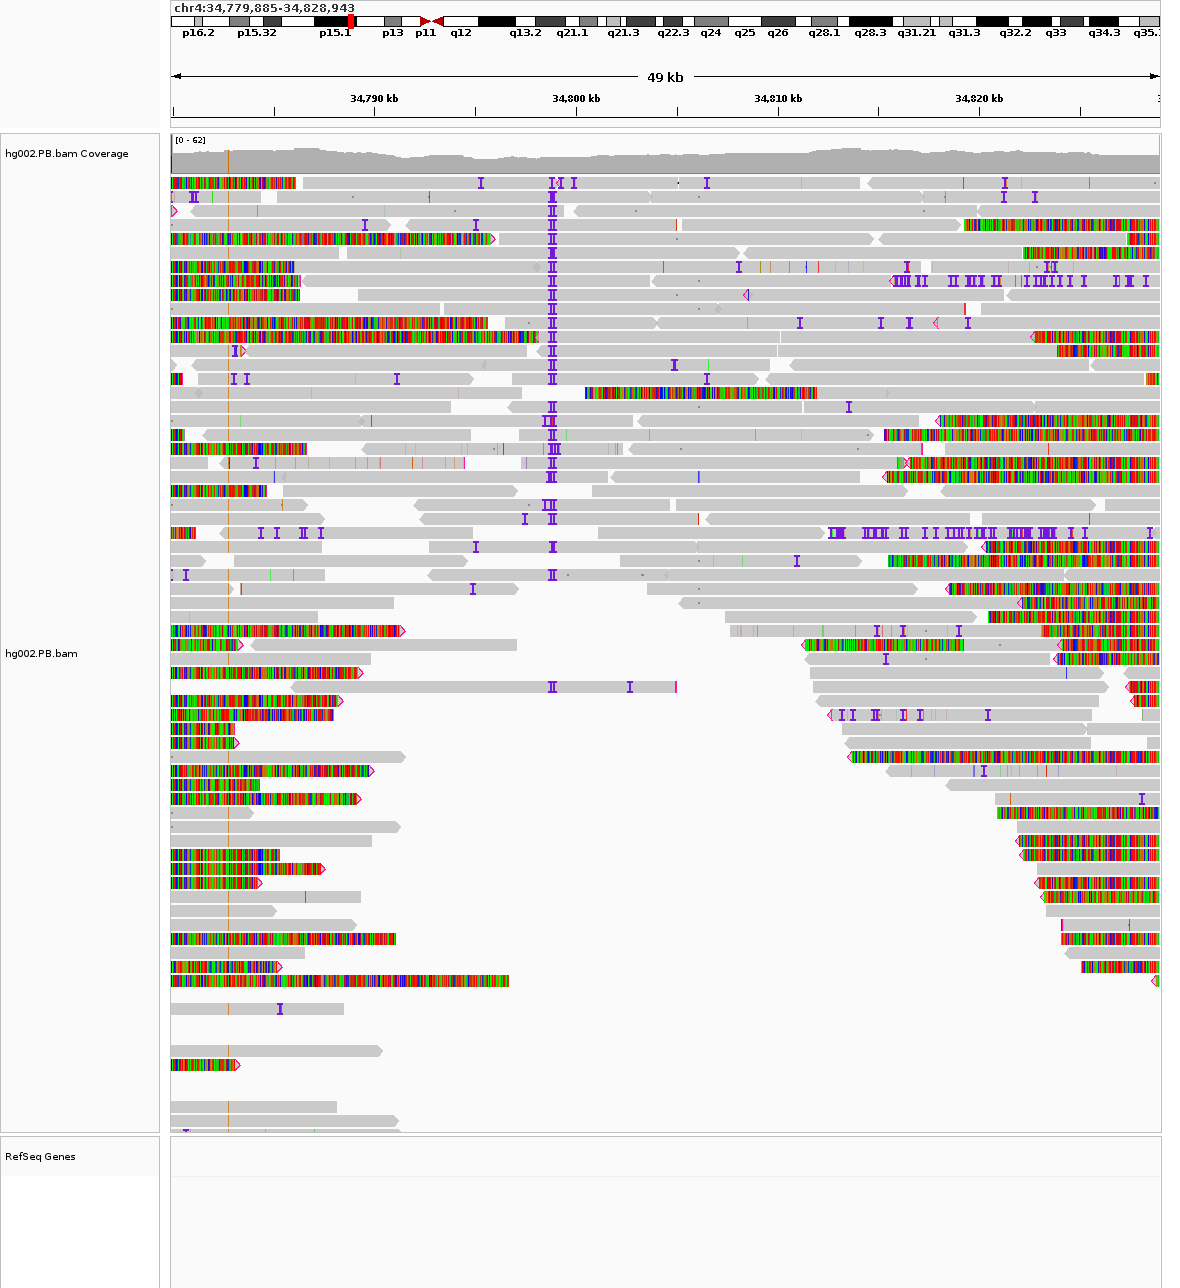 chr4:34,779,885-34,828,943
p16.2 p15.32 p15.1 p13 p11 q12 q13.2 q21.1 q21.3 q22.3 q24 q25 q26 q28.1 q28.3 q31.21 q31.3 q32.2 q33 q34.3 q35.
49 kb
34,790 kb 34,800 kb 34,810 kb 34,820 kb
[0 - 62]
hg002.PB.bam Coverage
hg002.PB.bam
RefSeq Genes